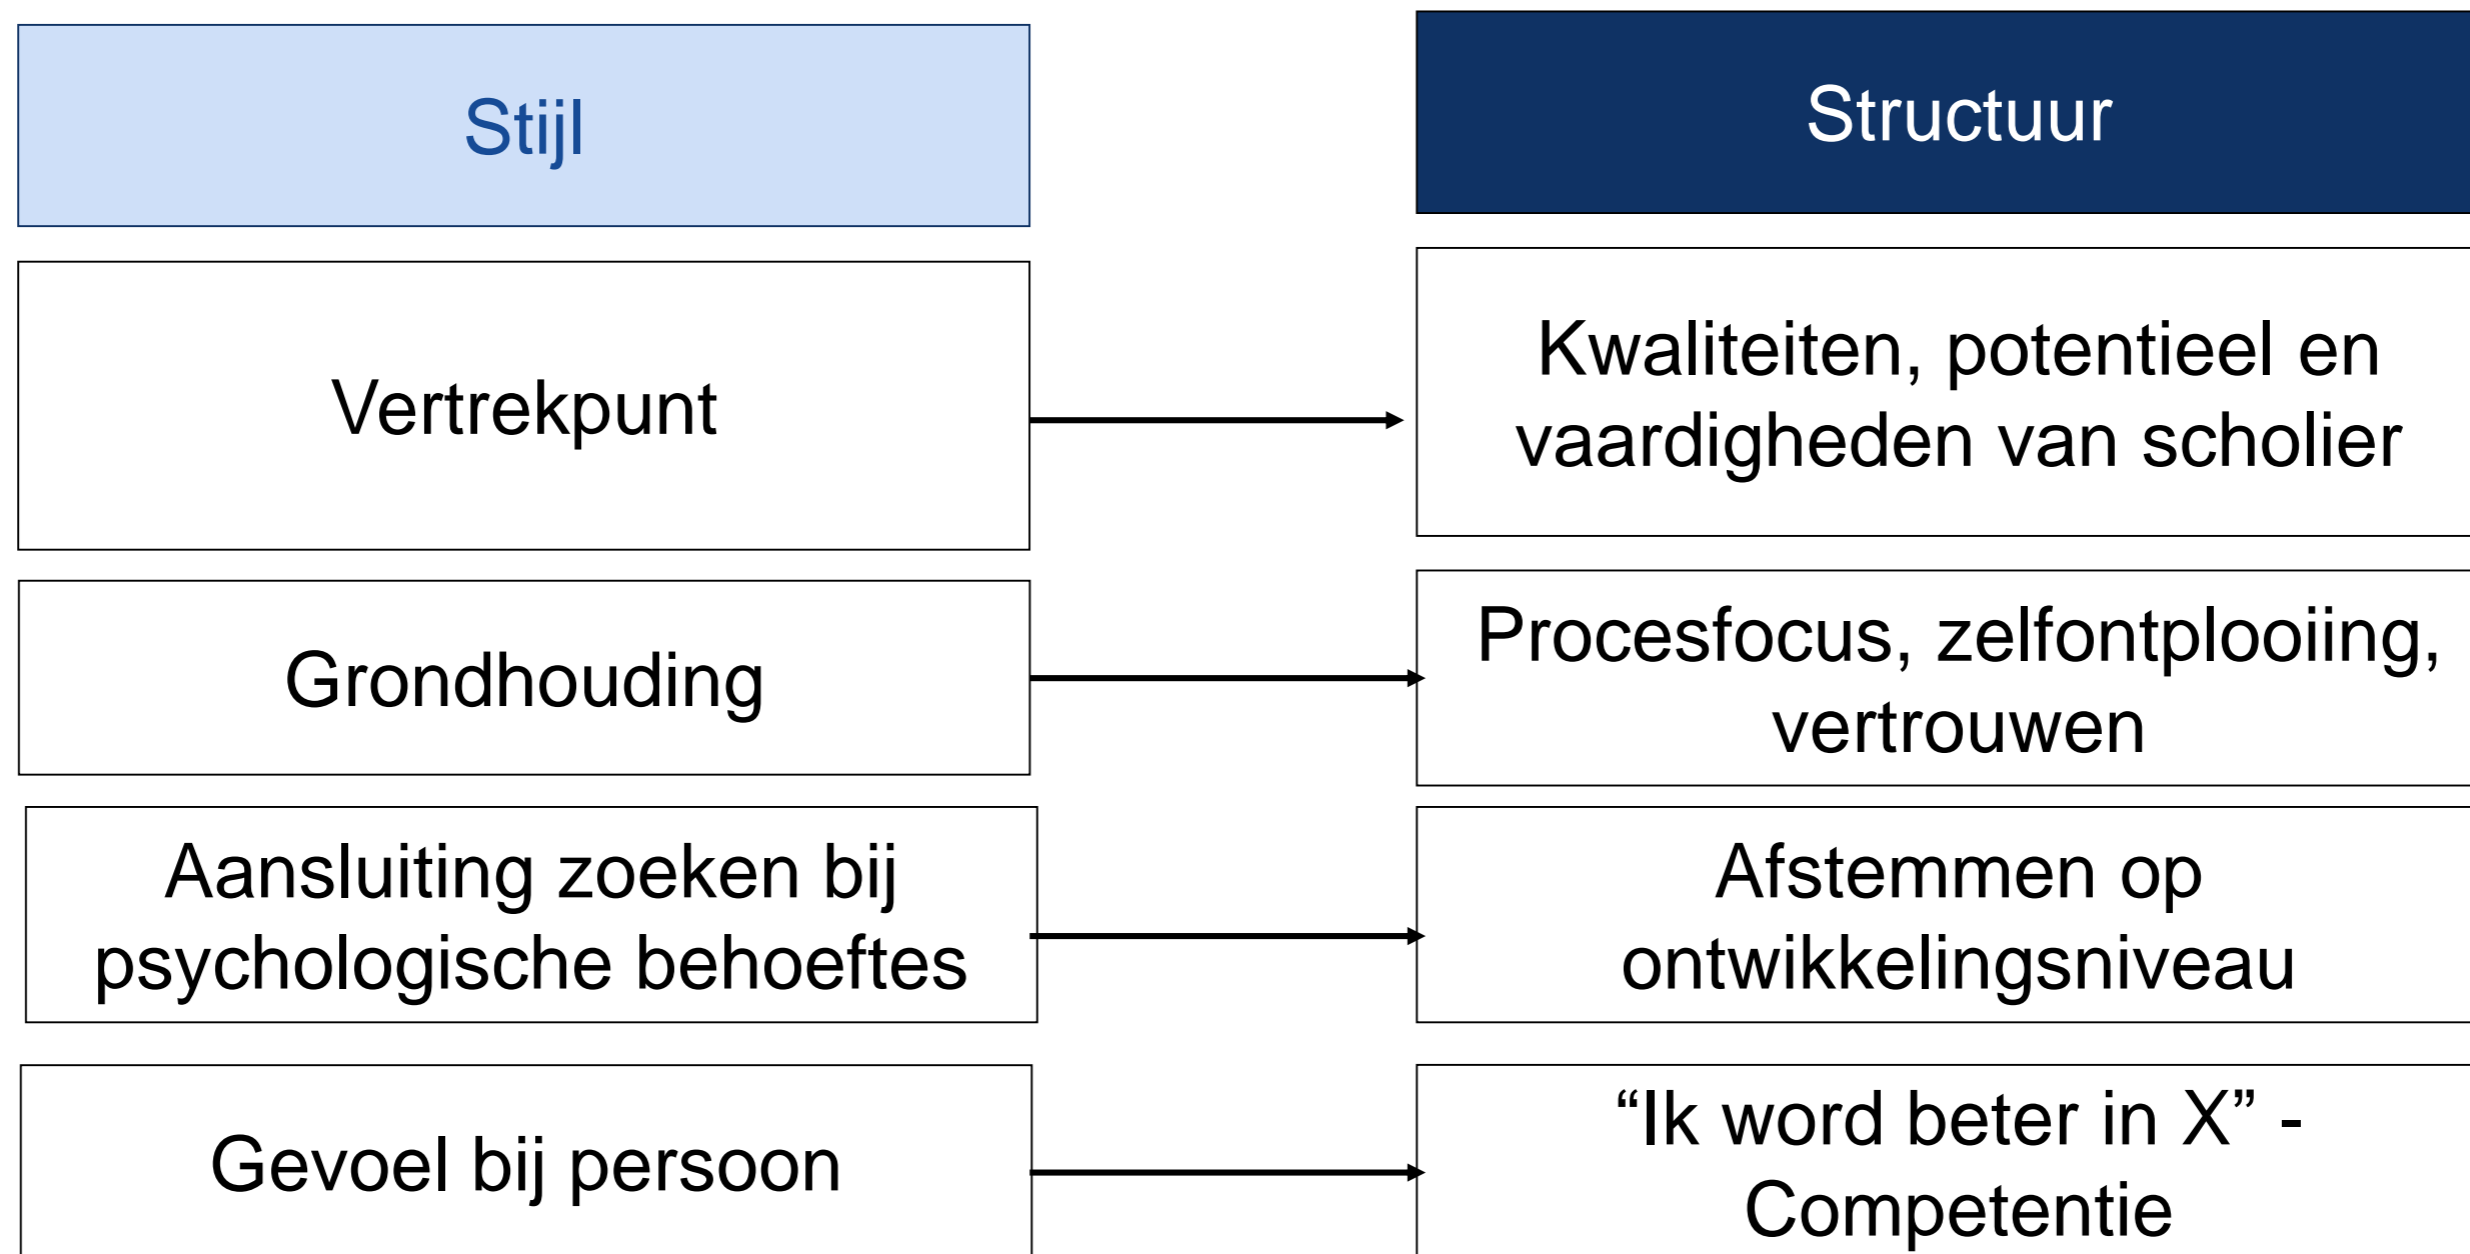 Stijl
Structuur
Vertrekpunt
Kwaliteiten, potentieel en
vaardigheden van scholier
Grondhouding
Procesfocus, zelfontplooiing,
vertrouwen
Aansluiting zoeken bij
psychologische behoeftes
Afstemmen op
ontwikkelingsniveau
Gevoel bij persoon
“Ik word beter in X” -
Competentie